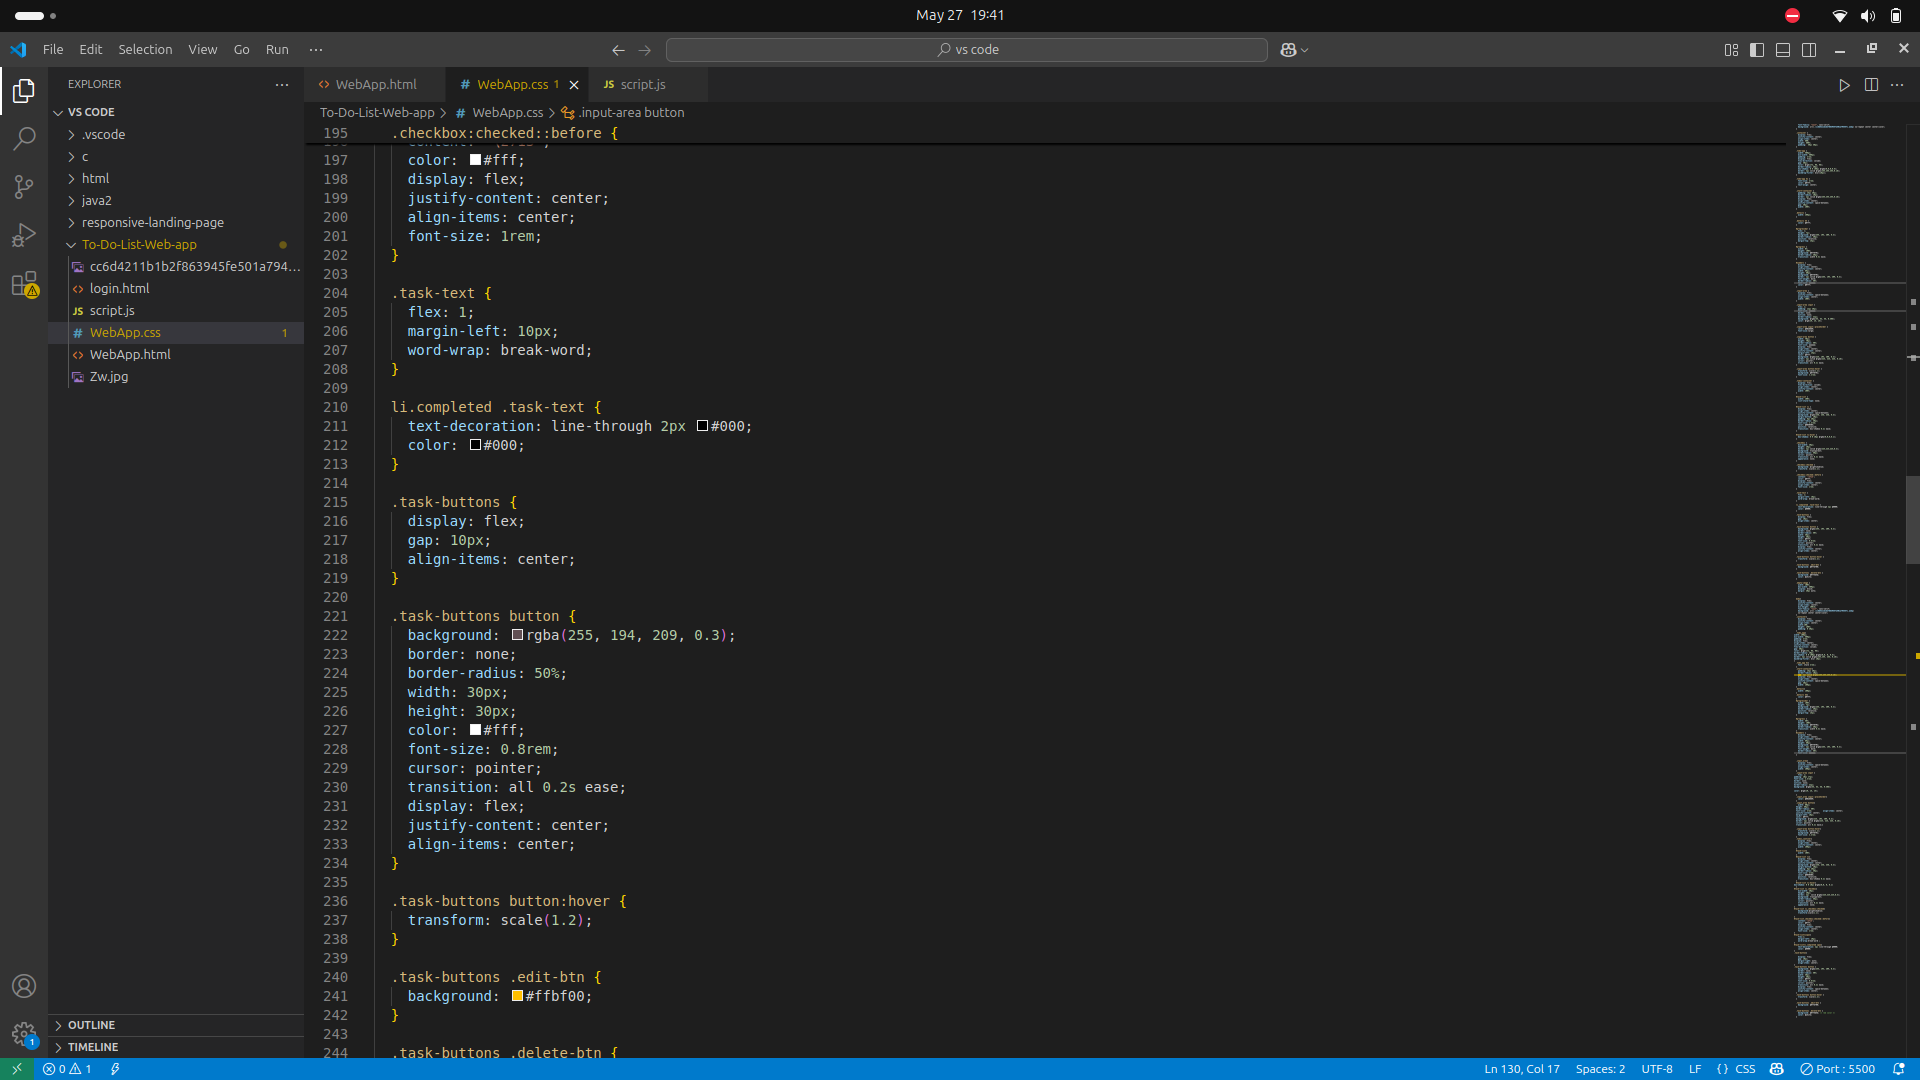 May 27 19:41
File Edit Selection View Go Run ···
vs code
EXPLORER ···
WebApp.html
# WebApp.css 1
JS script.js
To-Do-List-Web-app > # WebApp.css > .input-area button
VS CODE
.vscode
c
html
java2
responsive-landing-page
To-Do-List-Web-app
cc6d4211b1b2f863945fe501a794...
login.html
JS script.js
# WebApp.css 1
WebApp.html
Zw.jpg
OUTLINE
TIMELINE
195 .checkbox:checked::before {
197 color: #fff;
198 display: flex;
199 justify-content: center;
200 align-items: center;
201 font-size: 1rem;
202 }
203
204 .task-text {
205 flex: 1;
206 margin-left: 10px;
207 word-wrap: break-word;
208 }
209
210 li.completed .task-text {
211 text-decoration: line-through 2px #000;
212 color: #000;
213 }
214
215 .task-buttons {
216 display: flex;
217 gap: 10px;
218 align-items: center;
219 }
220
221 .task-buttons button {
222 background: rgba(255, 194, 209, 0.3);
223 border: none;
224 border-radius: 50%;
225 width: 30px;
226 height: 30px;
227 color: #fff;
228 font-size: 0.8rem;
229 cursor: pointer;
230 transition: all 0.2s ease;
231 display: flex;
232 justify-content: center;
233 align-items: center;
234 }
235
236 .task-buttons button:hover {
237 transform: scale(1.2);
238 }
239
240 .task-buttons .edit-btn {
241 background: #ffbf00;
242 }
243
244 .task-buttons .delete-btn {
1
0 1
Ln 130, Col 17 Spaces: 2 UTF-8 LF {} CSS Port : 5500